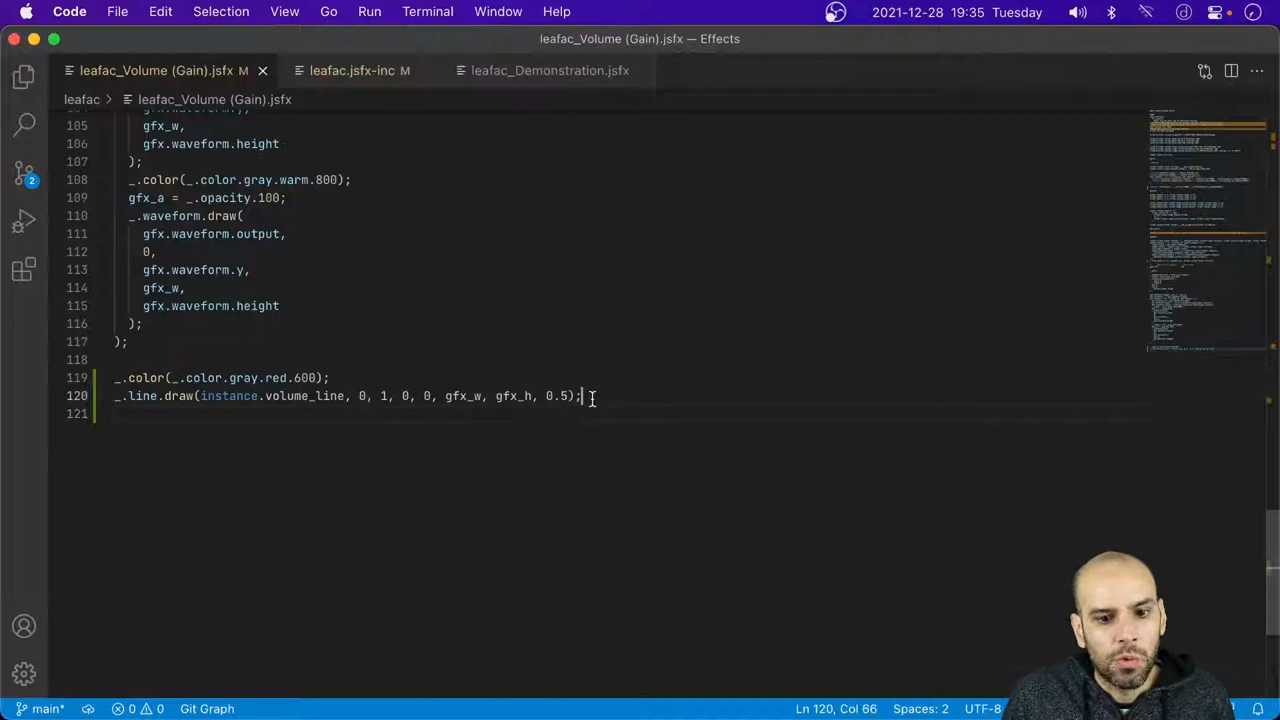 Code File Edit Selection View Go Run Terminal Window Help
2021-12-28 19:35 Tuesday
leafac_Volume (Gain).jsfx — Effects
leafac_Volume (Gain).jsfx M
leafac.jsfx-inc M
leafac_Demonstration.jsfx
leafac > leafac_Volume (Gain).jsfx
105 gfx_w,
106 gfx.waveform.height
107 );
108 _.color(_.color.gray.warm.800);
109 gfx_a = _.opacity.100;
110 _.waveform.draw(
111 gfx.waveform.output,
112 0,
113 gfx.waveform.y,
114 gfx_w,
115 gfx.waveform.height
116 );
117 );
118
119 _.color(_.color.gray.red.600);
120 _.line.draw(instance.volume_line, 0, 1, 0, 0, gfx_w, gfx_h, 0.5);
121
2
main* 0 0 Git Graph
Ln 120, Col 66 Spaces: 2 UTF-8